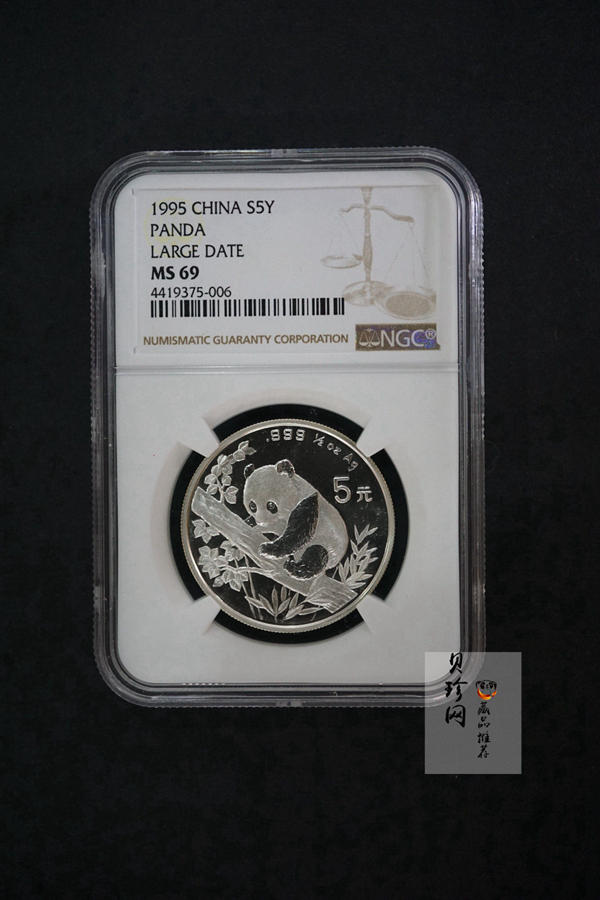 1995 CHINA S5Y
PANDA
LARGE DATE
MS 69
4419375-006
NUMISMATIC GUARANTY CORPORATION
NGC®
.999 ½ oz Ag
5元
贝珍网
藏品推荐